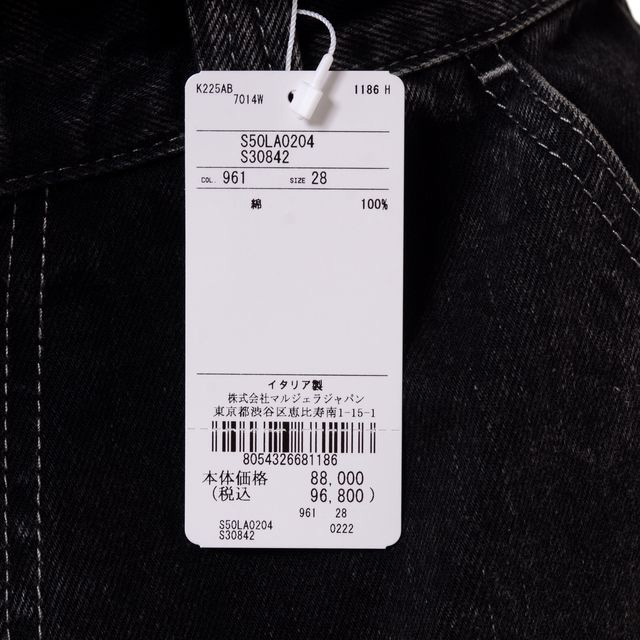 K225AB 1186 H
7014W
S50LA0204
S30842
COL. 961 SIZE 28
綿 100%
イタリア製
株式会社マルジェラジャパン
東京都渋谷区恵比寿南1-15-1
8054326681186
本体価格 88,000
(税込 96,800)
961 28
S50LA0204
S30842 0222